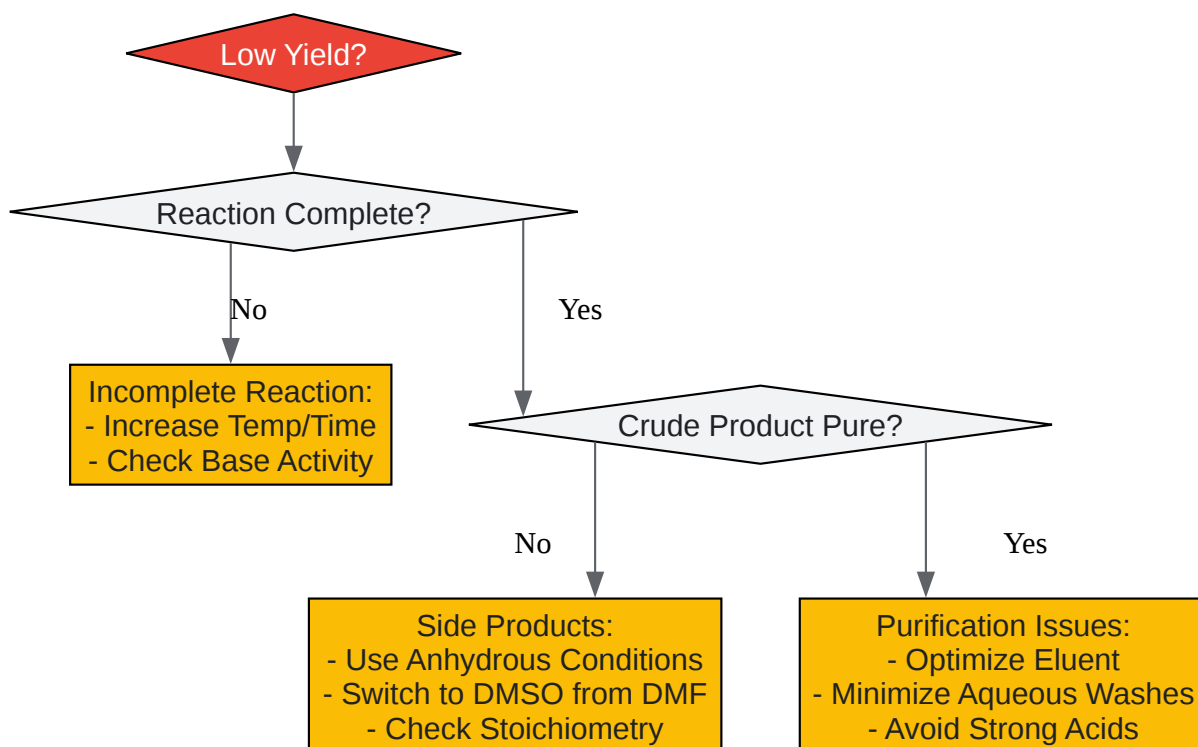 Low Yield?
Reaction Complete?
No
Yes
Incomplete Reaction:
- Increase Temp/Time
- Check Base Activity
Crude Product Pure?
No
Yes
Side Products:
- Use Anhydrous Conditions
- Switch to DMSO from DMF
- Check Stoichiometry
Purification Issues:
- Optimize Eluent
- Minimize Aqueous Washes
- Avoid Strong Acids